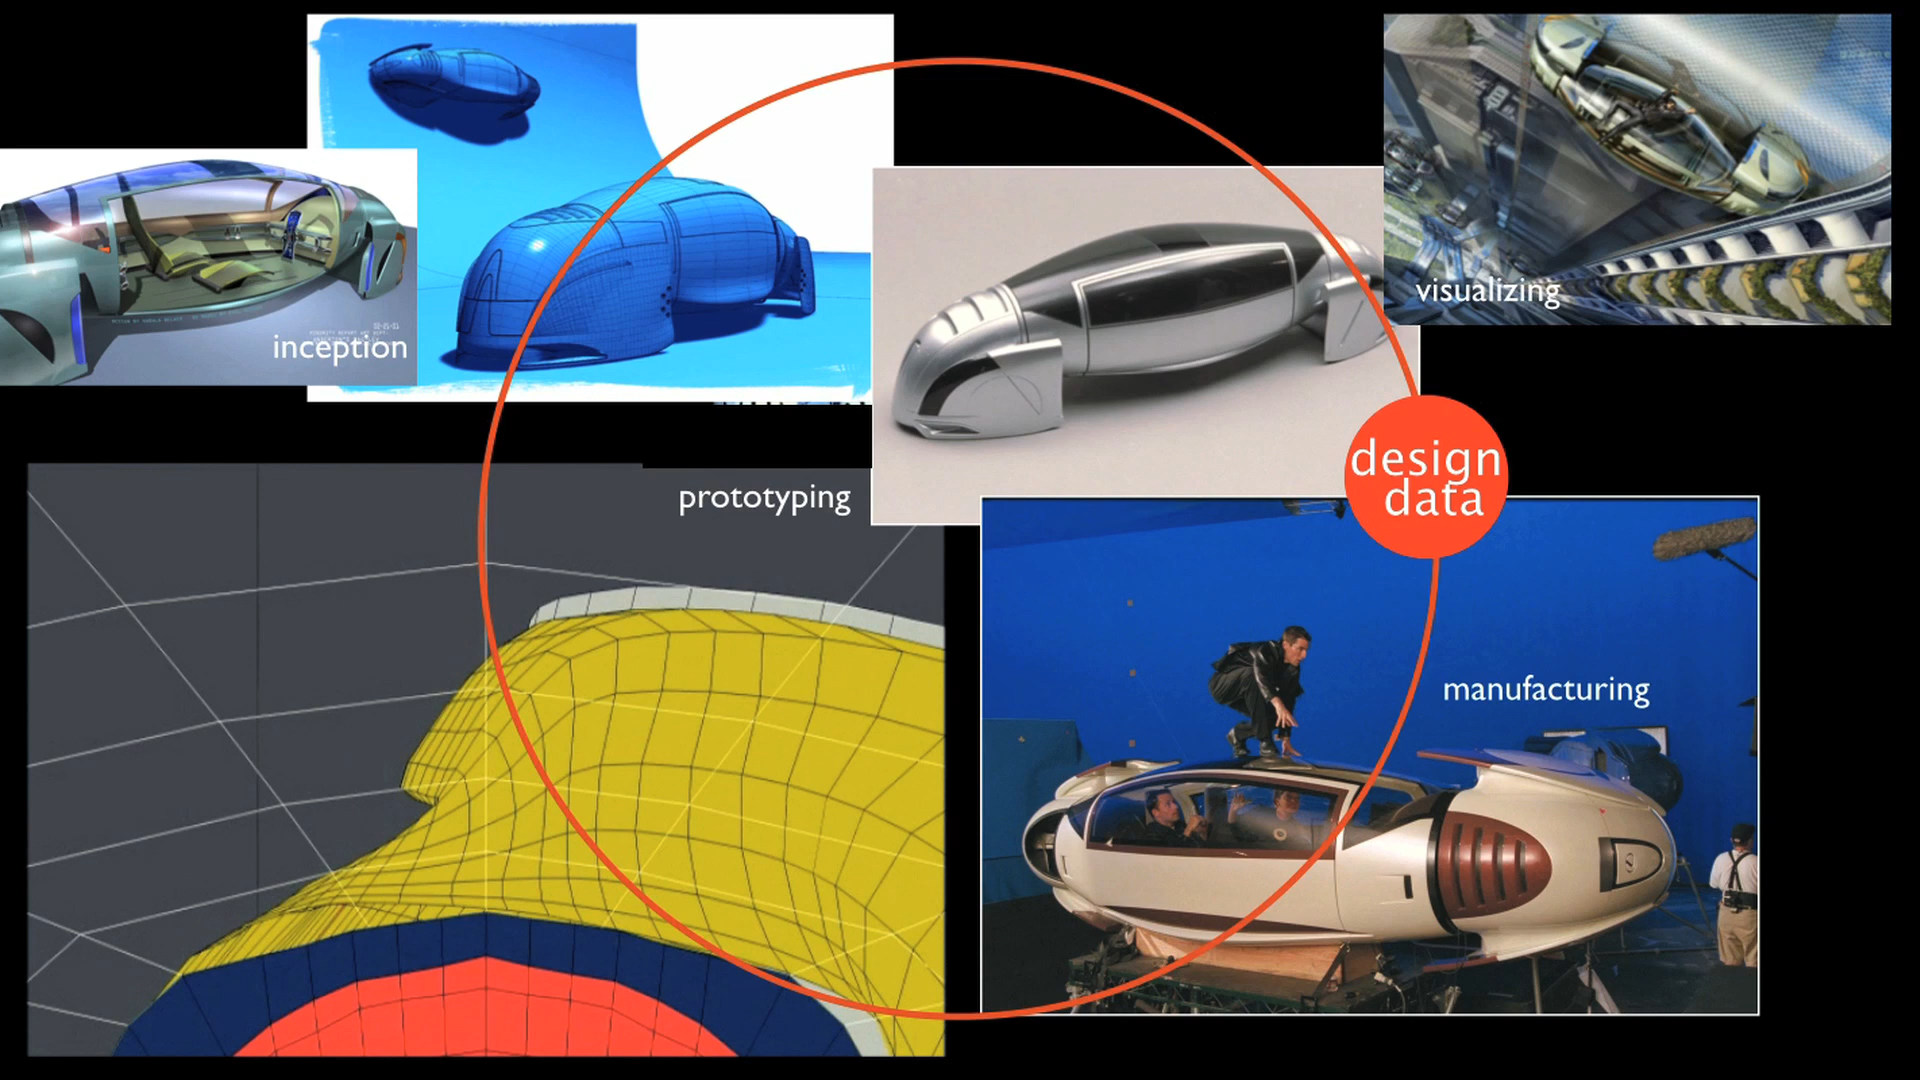 visualizing
inception
design
data
prototyping
manufacturing